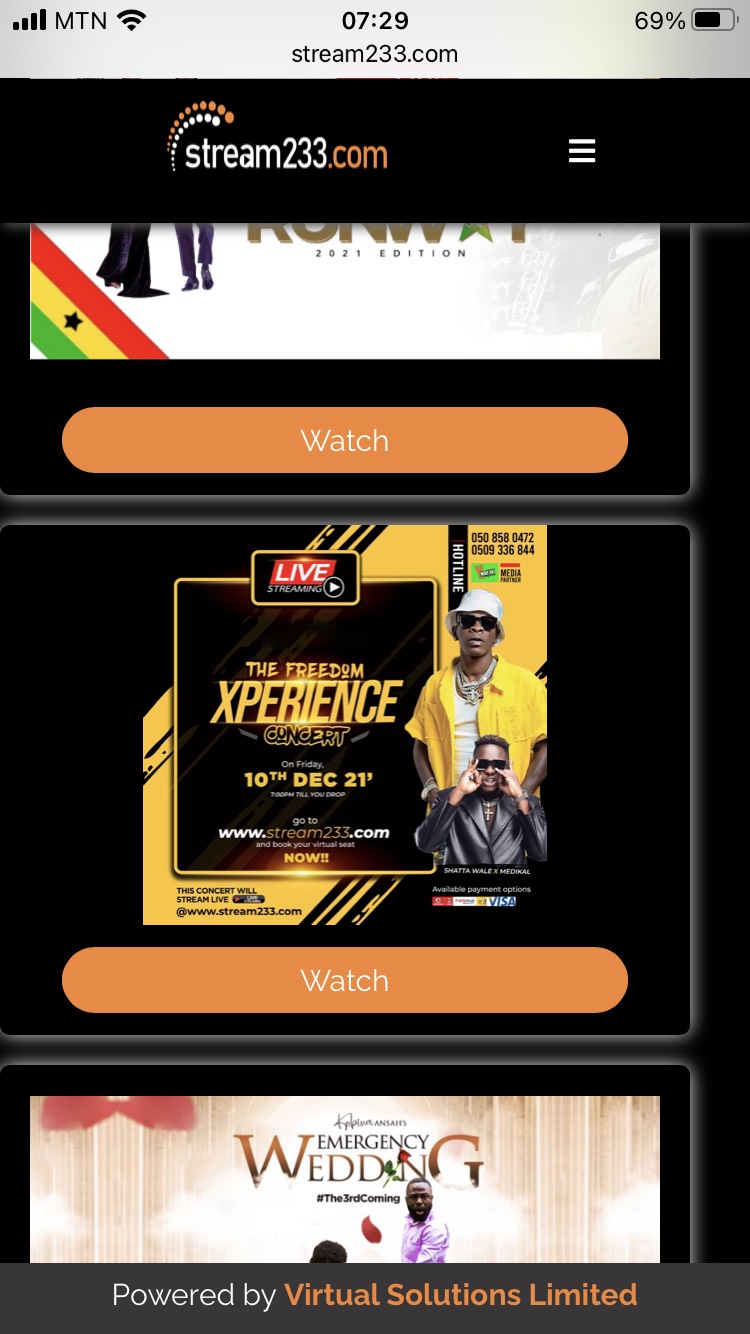 MTN
07:29
69%
stream233.com
stream233.com
RUNWAY
2021 EDITION
Watch
LIVE
STREAMING
HOTLINE
050 858 0472
0509 336 844
MEDIA
PARTNER
THE FREEDOM
XPERIENCE
CONCERT
On Friday,
10TH DEC 21'
7:00PM TILL YOU DROP
go to
www.stream233.com
and book your virtual seat
NOW!!
SHATTA WALE X MEDIKAL
THIS CONCERT WILL
STREAM LIVE
@www.stream233.com
Available payment options
VISA
Watch
ANSAH'S
EMERGENCY
WEDDING
#The3rdComing
Powered by Virtual Solutions Limited